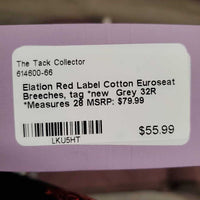 The Tack Collector
614600-66
Elation Red Label Cotton Euroseat
Breeches, tag *new Grey 32R
*Measures 28 MSRP: $79.99
$55.99
LKU5HT